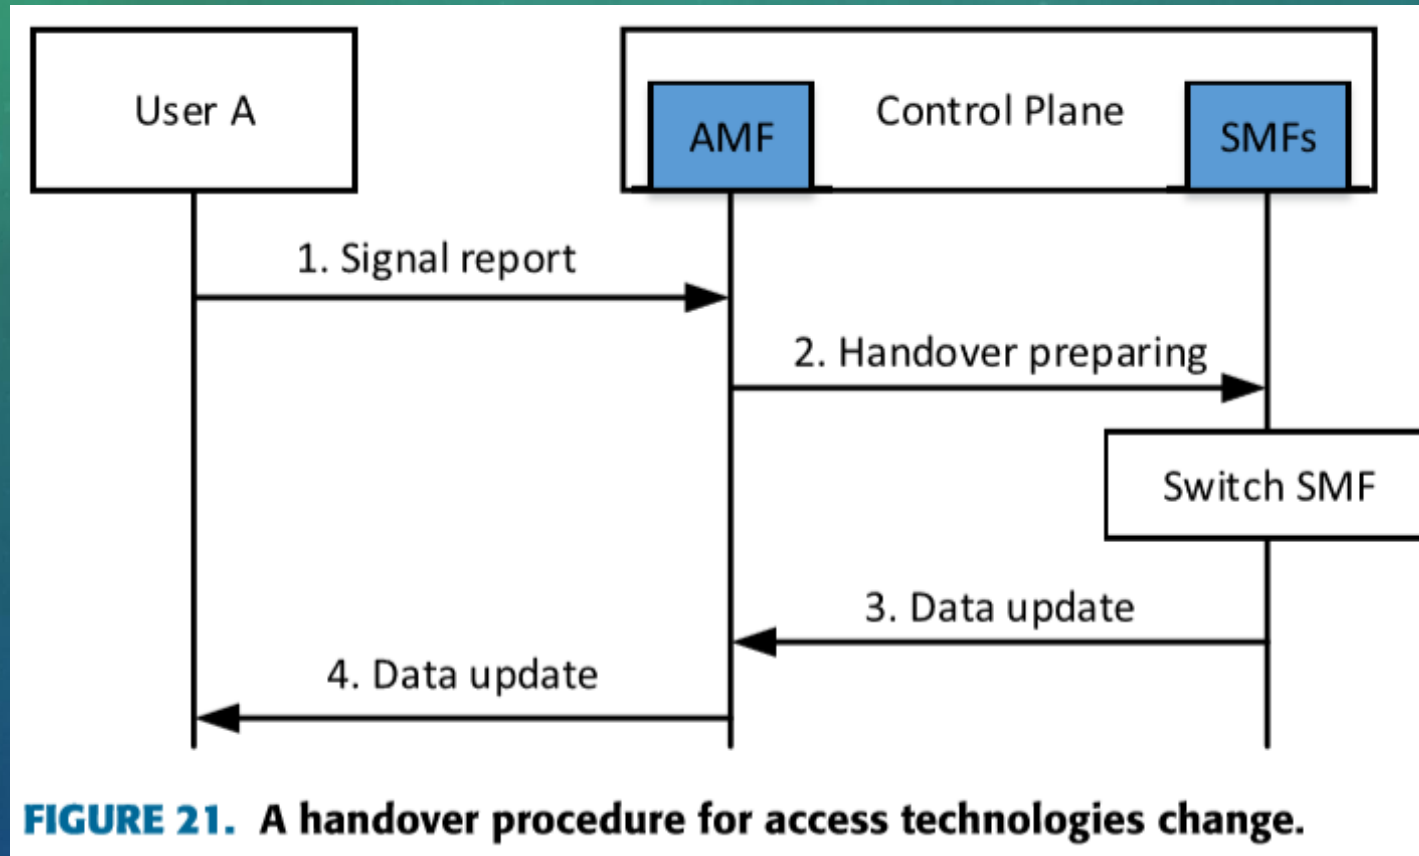 User A
AMF
Control Plane
SMFs
1. Signal report
2. Handover preparing
Switch SMF
3. Data update
4. Data update
FIGURE 21. A handover procedure for access technologies change.